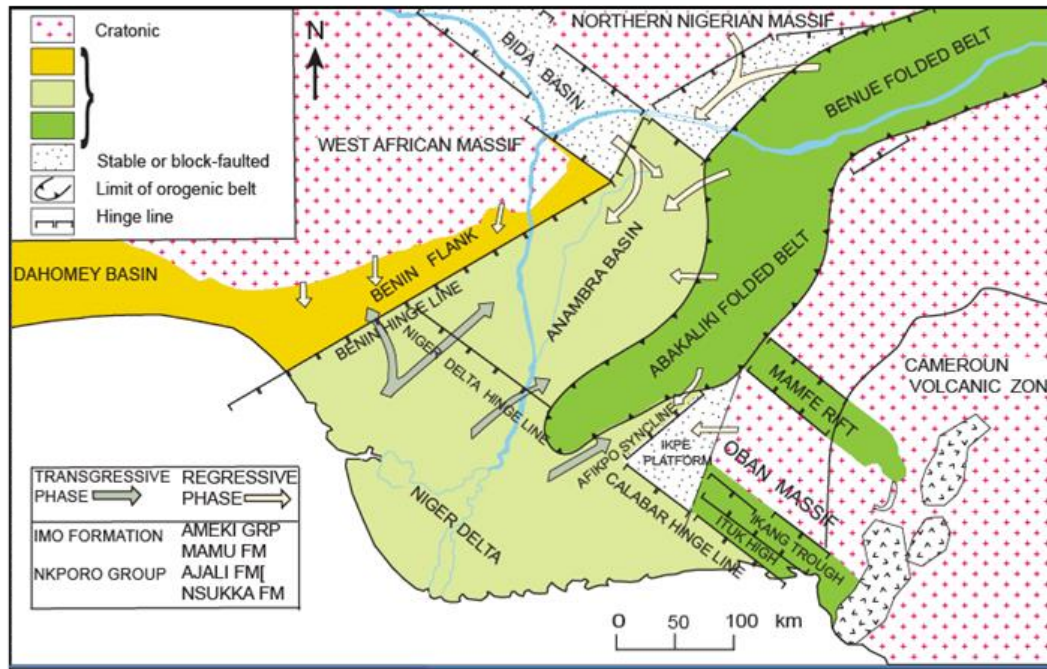 Cratonic
Stable or block-faulted
Limit of orogenic belt
Hinge line
N
NORTHERN NIGERIAN MASSIF
BIDA BASIN
BENUE FOLDED BELT
WEST AFRICAN MASSIF
DAHOMEY BASIN
BENIN FLANK
BENIN HINGE LINE
NIGER DELTA HINGE LINE
ANAMBRA BASIN
ABAKALIKI FOLDED BELT
MAMFE RIFT
CAMEROUN
VOLCANIC ZON
AFIKPO SYNCLINE
IKPE
PLATFORM
OBAN MASSIF
CALABAR HINGE LINE
IKANG TROUGH
ITUK HIGH
NIGER DELTA
TRANSGRESSIVE
PHASE
REGRESSIVE
PHASE
IMO FORMATION
AMEKI GRP
MAMU FM
NKPORO GROUP
AJALI FM[
NSUKKA FM
0 50 100 km